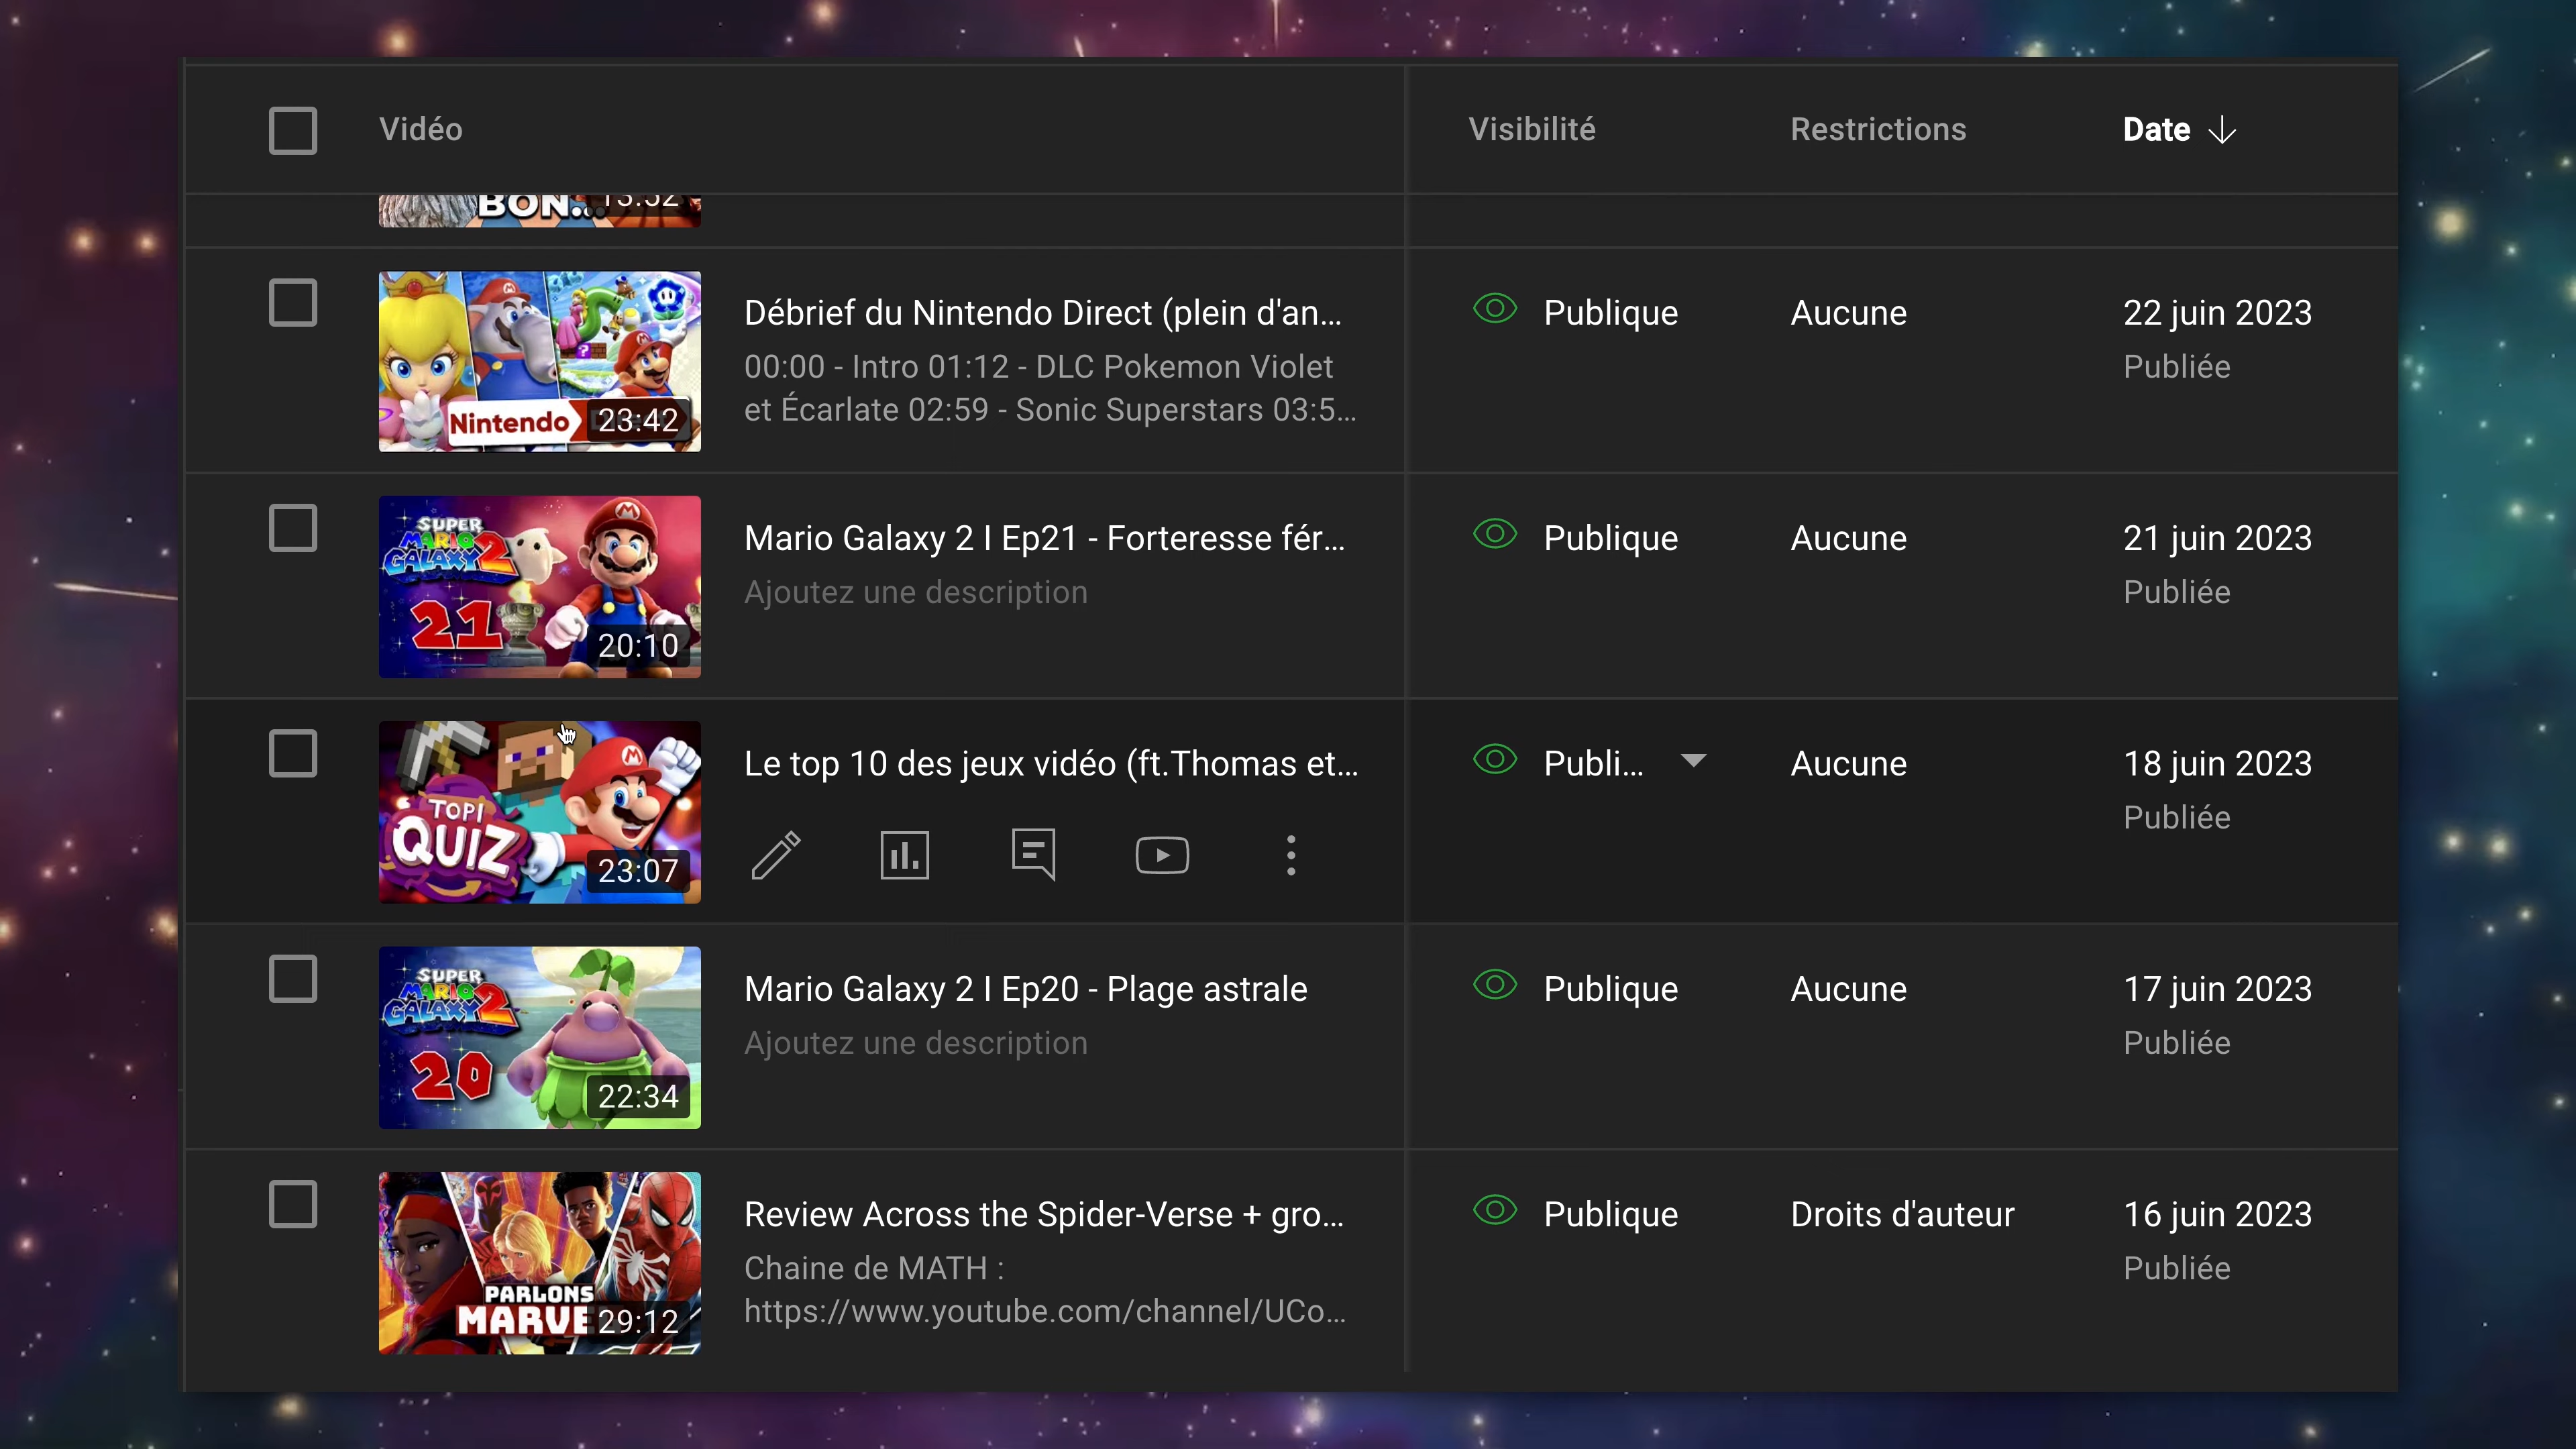 Vidéo
Visibilité
Restrictions
Date
BON...
13:52
Débrief du Nintendo Direct (plein d'an...
Publique
Aucune
22 juin 2023
00:00 - Intro 01:12 - DLC Pokemon Violet
et Écarlate 02:59 - Sonic Superstars 03:5...
Publiée
Nintendo
23:42
Mario Galaxy 2 I Ep21 - Forteresse fér...
Publique
Aucune
21 juin 2023
Ajoutez une description
Publiée
SUPER
MARIO
GALAXY 2
21
20:10
Le top 10 des jeux vidéo (ft.Thomas et...
Publi...
Aucune
18 juin 2023
Publiée
TOPI
QUIZ
23:07
Mario Galaxy 2 I Ep20 - Plage astrale
Publique
Aucune
17 juin 2023
Ajoutez une description
Publiée
SUPER
MARIO
GALAXY 2
20
22:34
Review Across the Spider-Verse + gro...
Publique
Droits d'auteur
16 juin 2023
Chaine de MATH :
https://www.youtube.com/channel/UCo...
Publiée
PARLONS
MARVE
29:12